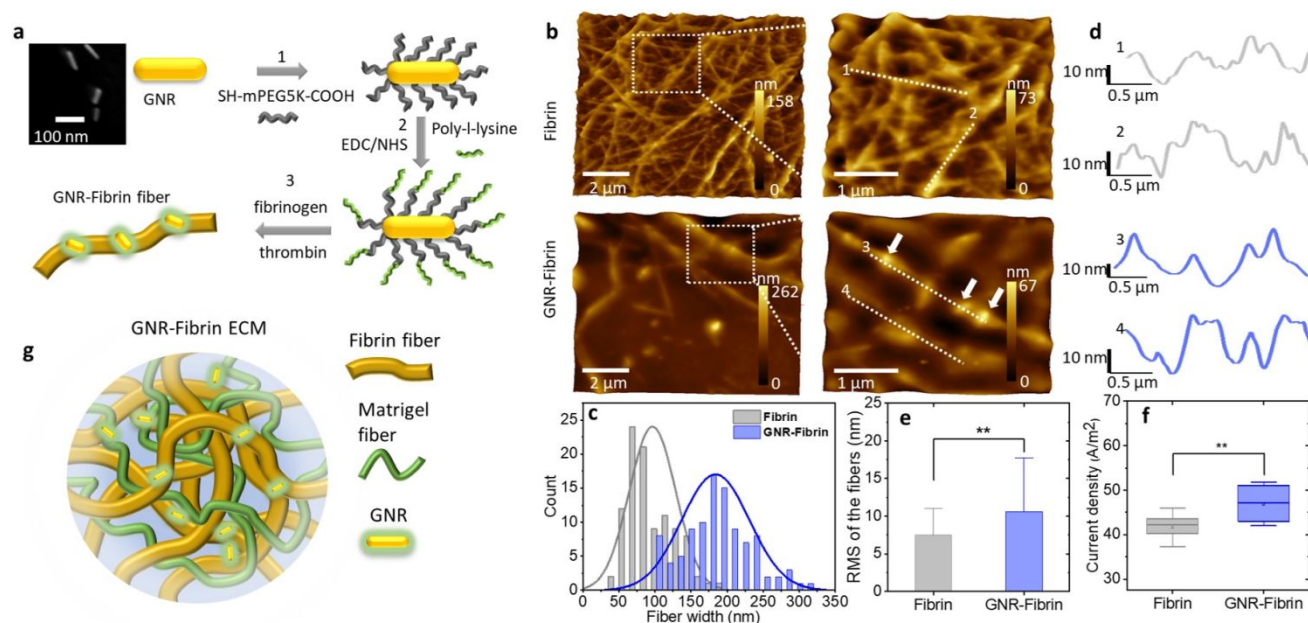 a
100 nm
GNR
1
SH-mPEG5K-COOH
2
EDC/NHS
Poly-l-lysine
3
fibrinogen
thrombin
GNR-Fibrin fiber
b
Fibrin
nm
158
0
2 μm
1
2
nm
73
0
1 μm
GNR-Fibrin
nm
262
0
2 μm
3
4
nm
67
0
1 μm
d
1
10 nm
0.5 μm
2
10 nm
0.5 μm
3
10 nm
0.5 μm
4
10 nm
0.5 μm
g
GNR-Fibrin ECM
Fibrin fiber
Matrigel
fiber
GNR
c
Fibrin
GNR-Fibrin
Count
25
20
15
10
5
0
0 50 100 150 200 250 300 350
Fiber width (nm)
e
**
RMS of the fibers (nm)
25
20
15
10
5
0
Fibrin GNR-Fibrin
f
**
Current density (A/m2)
70
65
60
55
50
45
40
35
30
Fibrin GNR-Fibrin